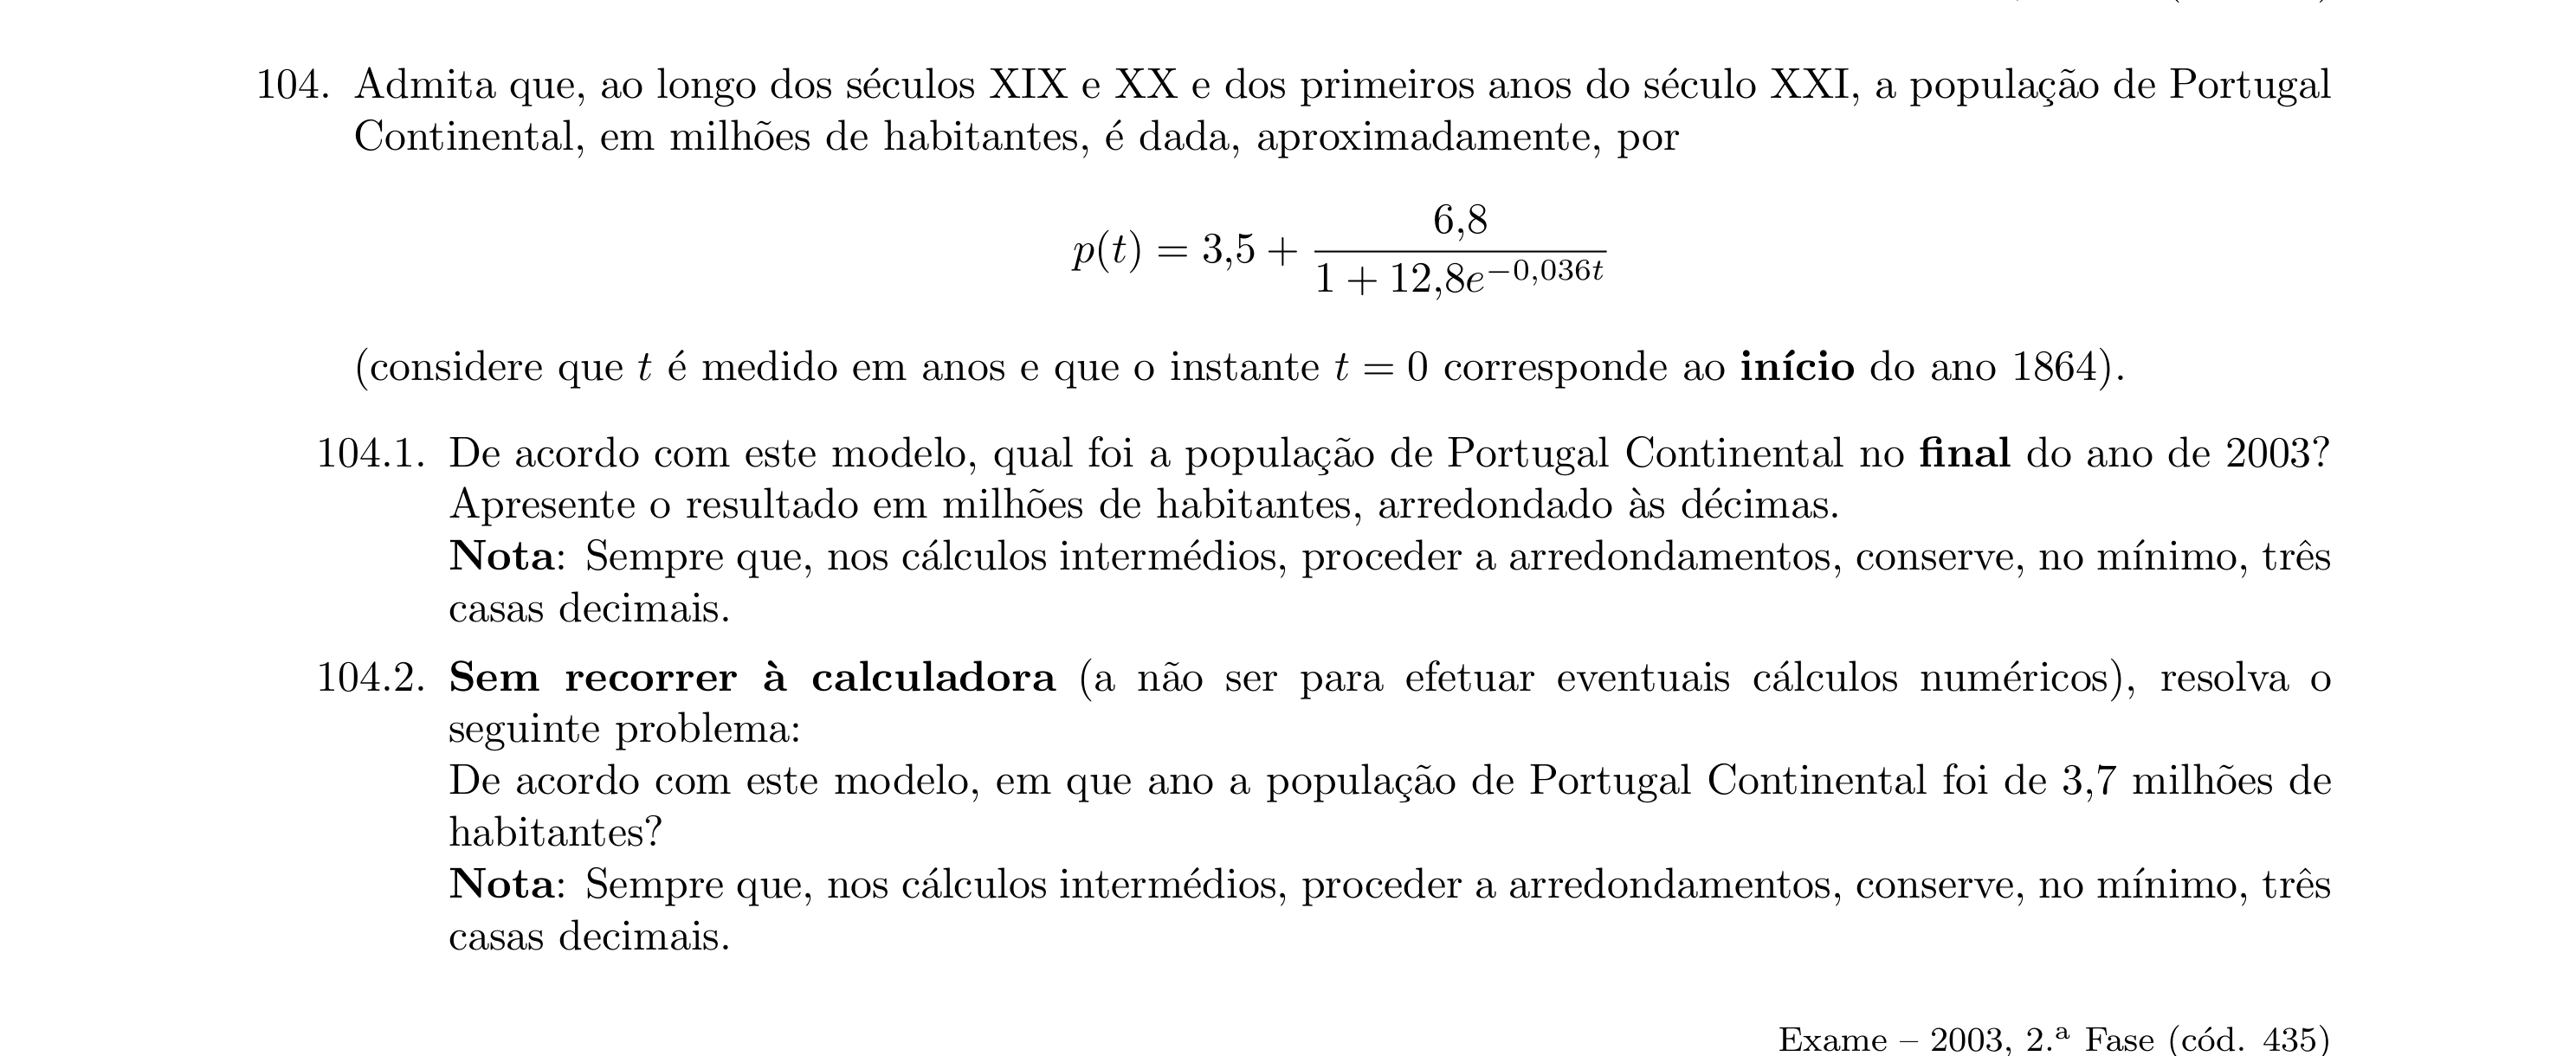 104. Admita que, ao longo dos séculos XIX e XX e dos primeiros anos do século XXI, a população de Portugal
Continental, em milhões de habitantes, é dada, aproximadamente, por
p(t) = 3,5 + \frac{6,8}{1 + 12,8e^{-0,036t}}
(considere que t é medido em anos e que o instante t = 0 corresponde ao início do ano 1864).
104.1. De acordo com este modelo, qual foi a população de Portugal Continental no final do ano de 2003?
Apresente o resultado em milhões de habitantes, arredondado às décimas.
Nota: Sempre que, nos cálculos intermédios, proceder a arredondamentos, conserve, no mínimo, três
casas decimais.
104.2. Sem recorrer à calculadora (a não ser para efetuar eventuais cálculos numéricos), resolva o
seguinte problema:
De acordo com este modelo, em que ano a população de Portugal Continental foi de 3,7 milhões de
habitantes?
Nota: Sempre que, nos cálculos intermédios, proceder a arredondamentos, conserve, no mínimo, três
casas decimais.
Exame – 2003, 2.ª Fase (cód. 435)